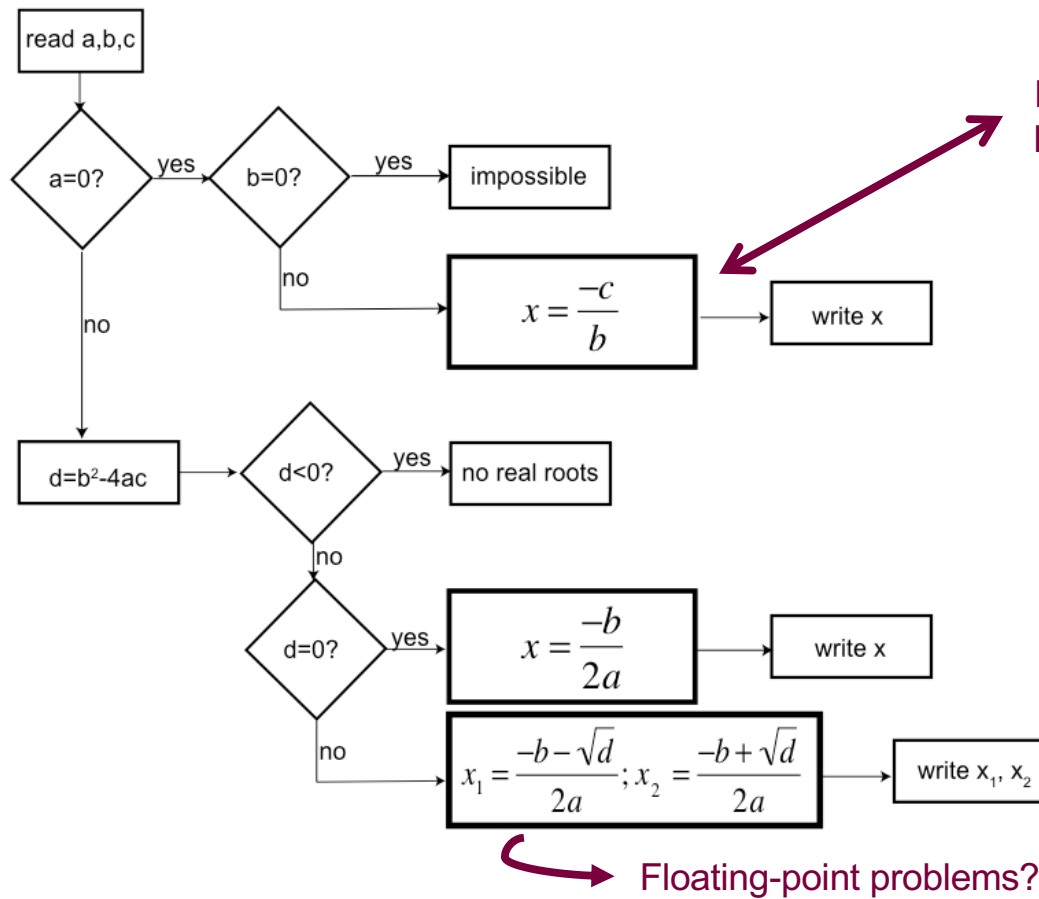 read a,b,c
a=0?
yes
b=0?
yes
impossible
no
x = -c/b
write x
no
d=b²-4ac
d<0?
yes
no real roots
no
d=0?
yes
x = -b/2a
write x
no
x₁ = (-b-√d)/2a ; x₂ = (-b+√d)/2a
write x₁, x₂
Floating-point problems?